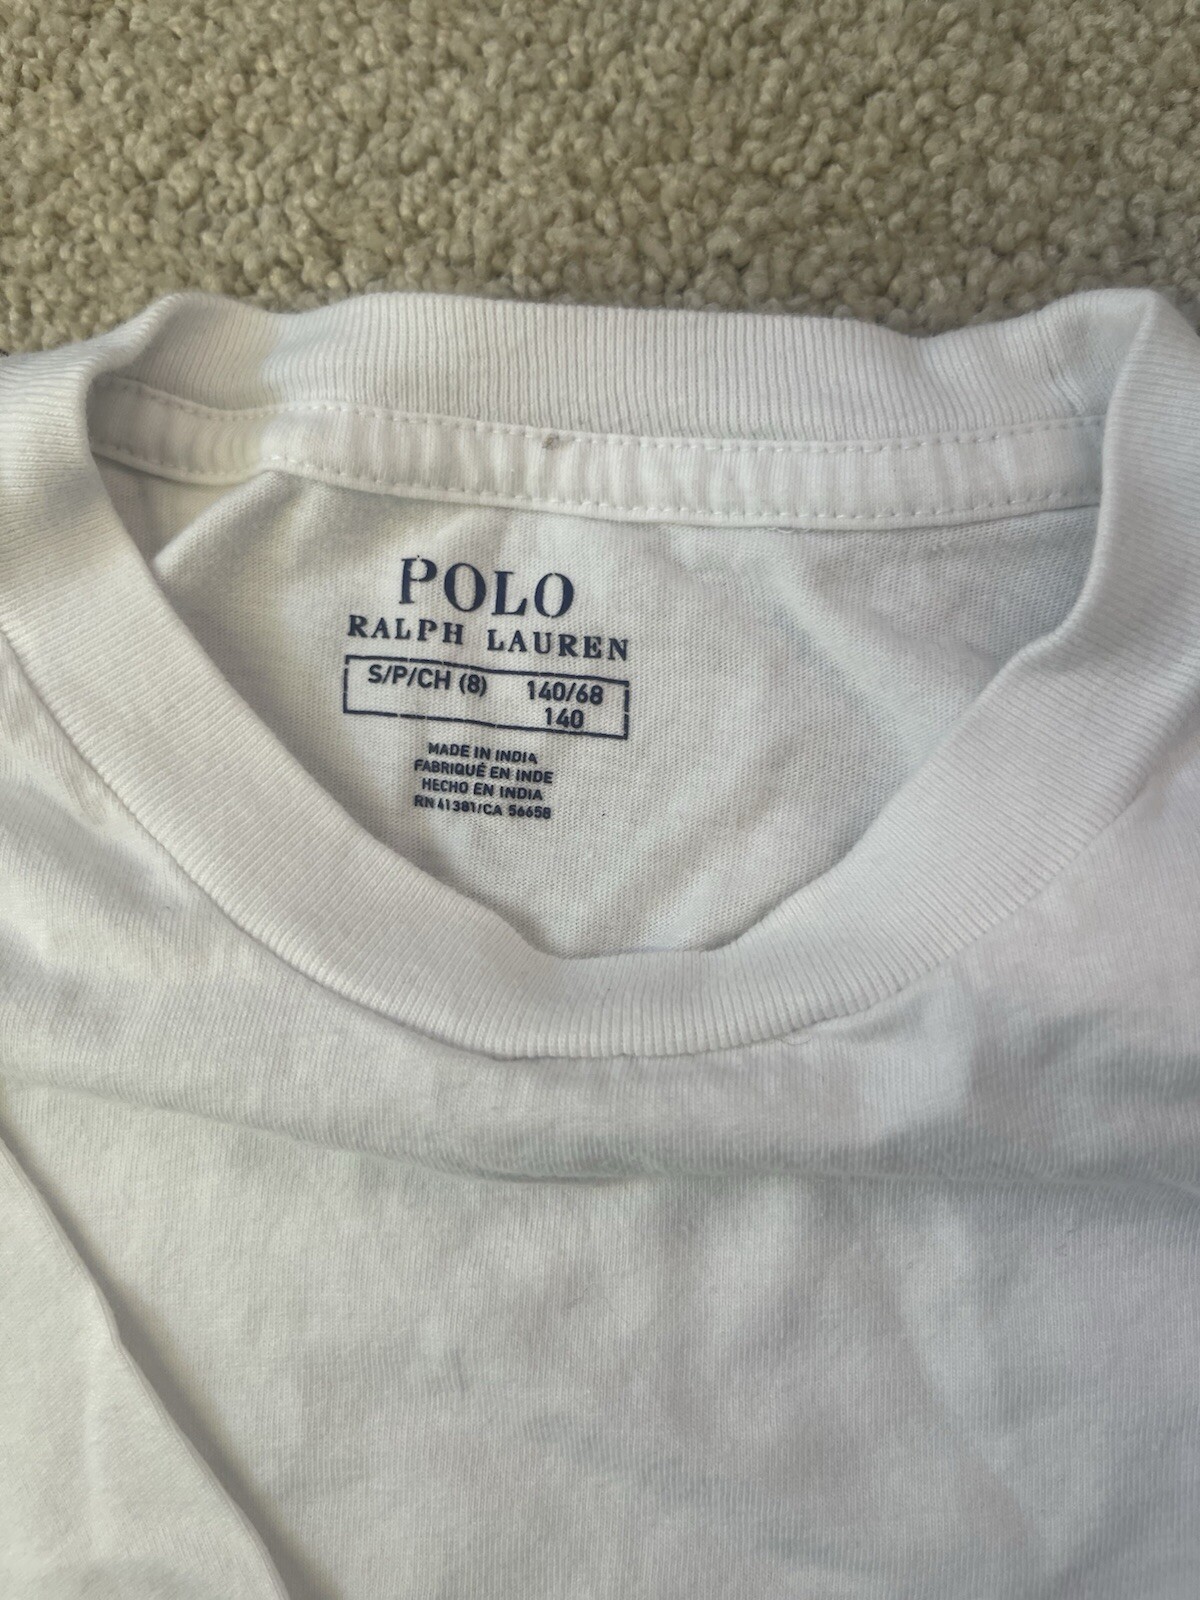 POLO
RALPH LAUREN
S/P/CH (8) 140/68
140
MADE IN INDIA
FABRIQUÉ EN INDE
HECHO EN INDIA
RN 41381/CA 56658